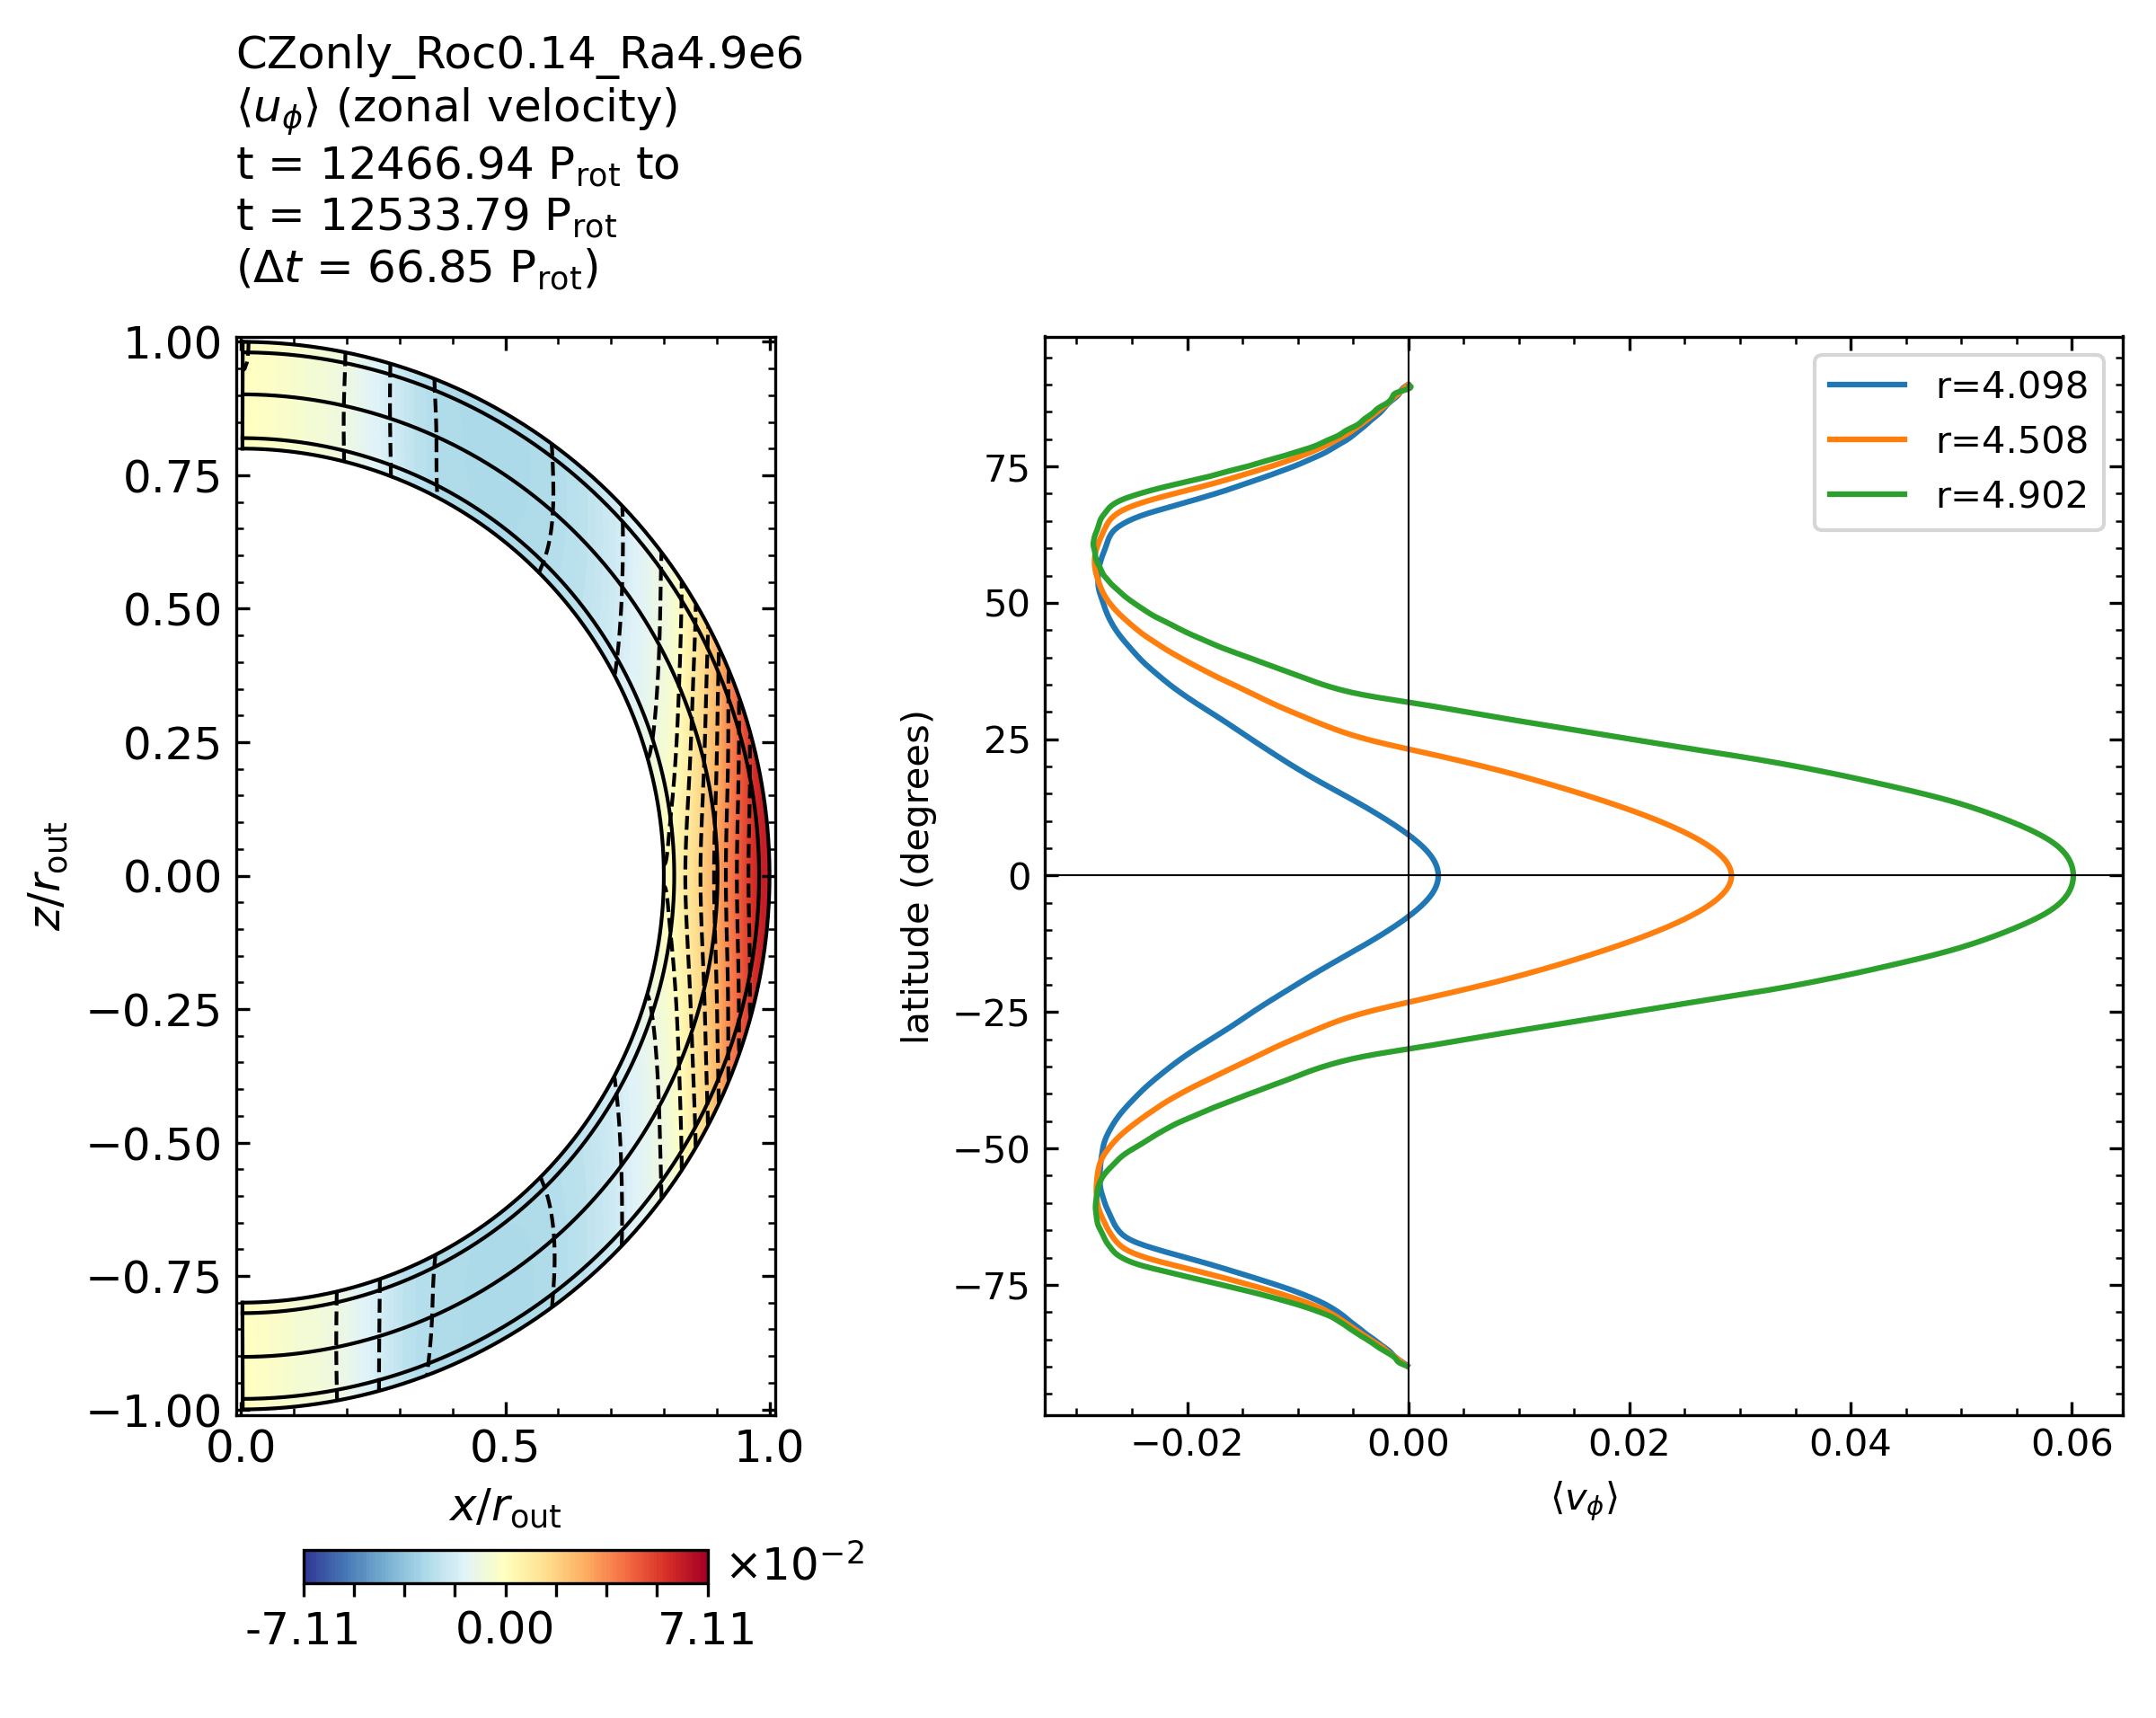 CZonly_Roc0.14_Ra4.9e6
⟨u_ϕ⟩ (zonal velocity)
t = 12466.94 P_rot to
t = 12533.79 P_rot
(Δt = 66.85 P_rot)
1.00
0.75
0.50
0.25
0.00
−0.25
−0.50
−0.75
−1.00
z/r_out
0.0 0.5 1.0
x/r_out
×10⁻²
-7.11 0.00 7.11
r=4.098
r=4.508
r=4.902
75
50
25
0
−25
−50
−75
latitude (degrees)
−0.02 0.00 0.02 0.04 0.06
⟨v_ϕ⟩